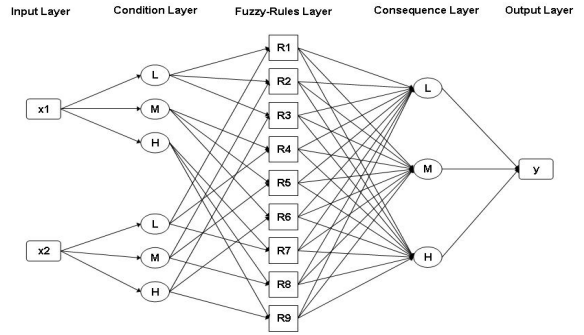 Input Layer Condition Layer Fuzzy-Rules Layer Consequence Layer Output Layer
x1
x2
L
M
H
L
M
H
R1
R2
R3
R4
R5
R6
R7
R8
R9
L
M
H
y